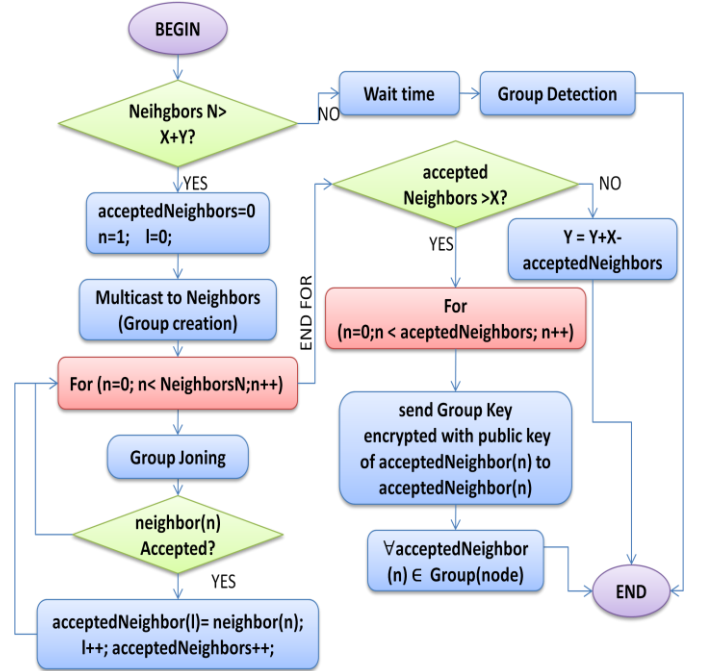 BEGIN
Neihgbors N>
X+Y?
NO
Wait time
Group Detection
YES
acceptedNeighbors=0
n=1; l=0;
Multicast to Neighbors
(Group creation)
For (n=0; n< NeighborsN;n++)
Group Joning
neighbor(n)
Accepted?
YES
acceptedNeighbor(l)= neighbor(n);
l++; acceptedNeighbors++;
END FOR
accepted
Neighbors >X?
NO
YES
Y = Y+X-
acceptedNeighbors
For
(n=0;n < aceptedNeighbors; n++)
send Group Key
encrypted with public key
of acceptedNeighbor(n) to
acceptedNeighbor(n)
∀acceptedNeighbor
(n) ∈ Group(node)
END